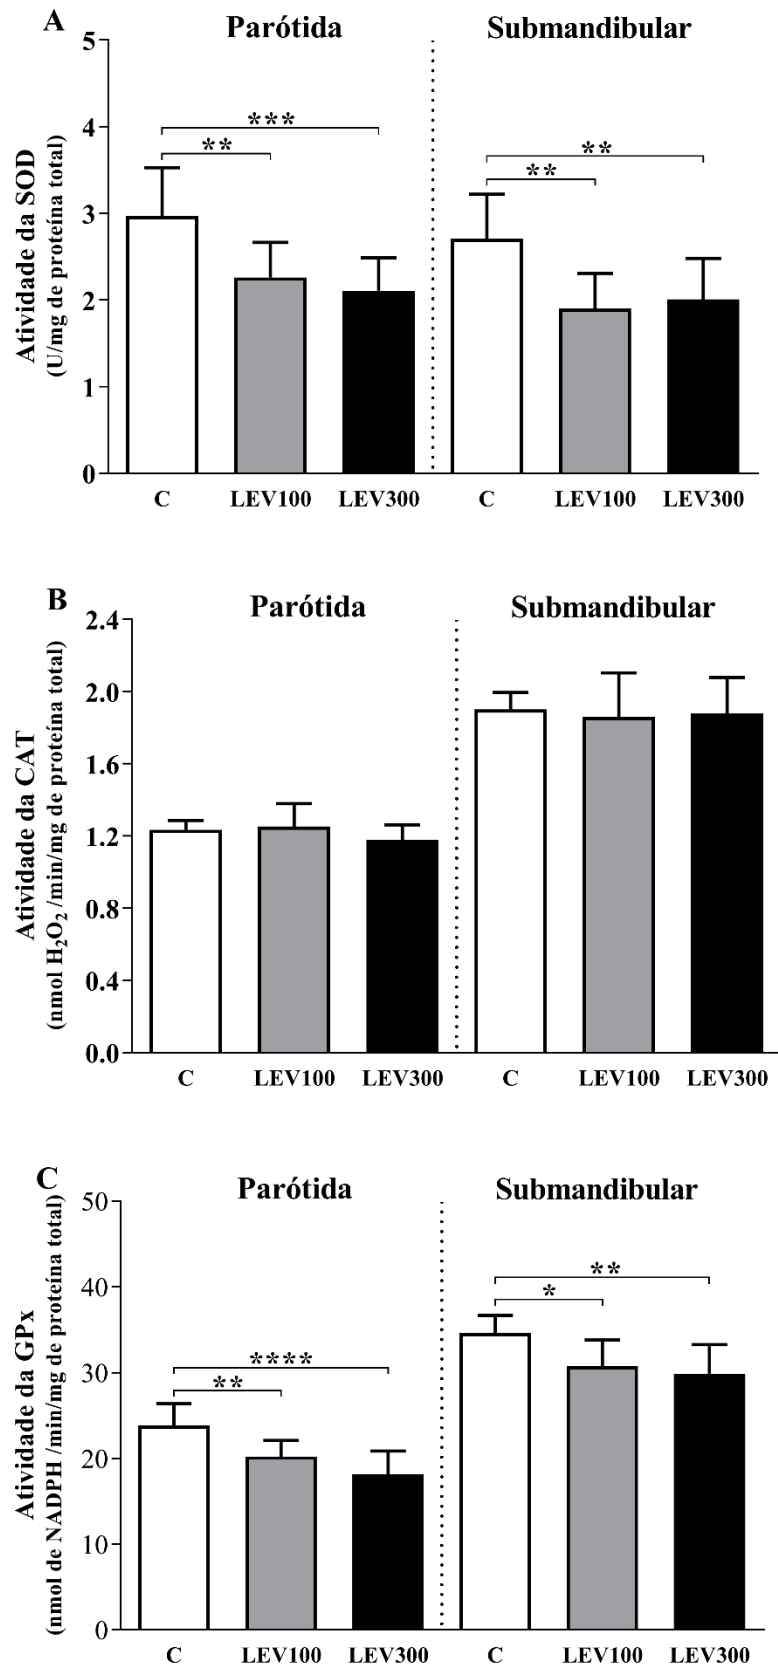 A
Parótida
Submandibular
Atividade da SOD
(U/mg de proteína total)
5
4
3
2
1
0
***
**
**
**
C
LEV100
LEV300
C
LEV100
LEV300
B
Parótida
Submandibular
Atividade da CAT
(nmol H₂O₂ /min/mg de proteína total)
2.4
2.0
1.6
1.2
0.8
0.4
0.0
C
LEV100
LEV300
C
LEV100
LEV300
C
Parótida
Submandibular
Atividade da GPx
(nmol de NADPH /min/mg de proteína total)
50
40
30
20
10
0
****
**
**
*
C
LEV100
LEV300
C
LEV100
LEV300